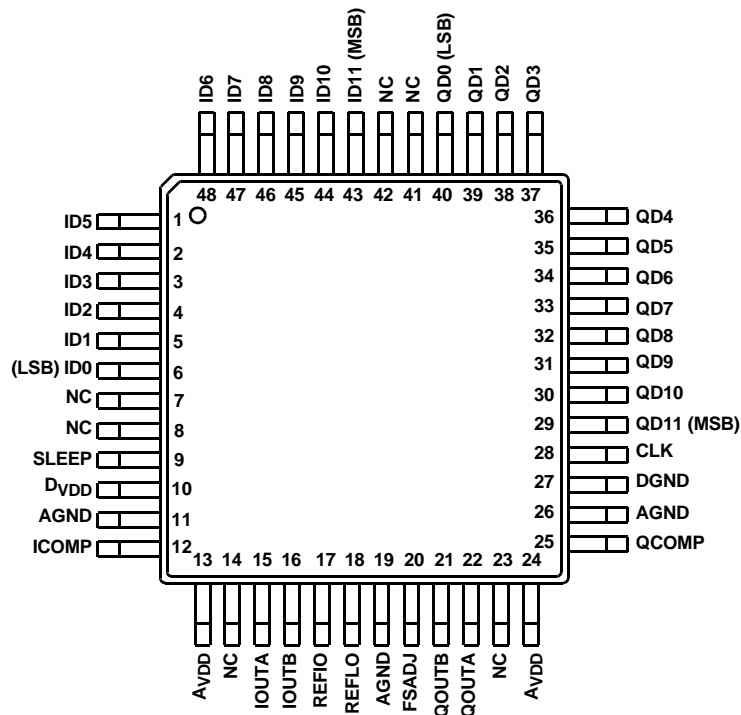 ID6
ID7
ID8
ID9
ID10
ID11 (MSB)
NC
NC
QD0 (LSB)
QD1
QD2
QD3
48
47
46
45
44
43
42
41
40
39
38
37
ID5
1
36
QD4
ID4
2
35
QD5
ID3
3
34
QD6
ID2
4
33
QD7
ID1
5
32
QD8
(LSB) ID0
6
31
QD9
NC
7
30
QD10
NC
8
29
QD11 (MSB)
SLEEP
9
28
CLK
DVDD
10
27
DGND
AGND
11
26
AGND
ICOMP
12
25
QCOMP
13
14
15
16
17
18
19
20
21
22
23
24
AVDD
NC
IOUTA
IOUTB
REFIO
REFLO
AGND
FSADJ
QOUTB
QOUTA
NC
AVDD